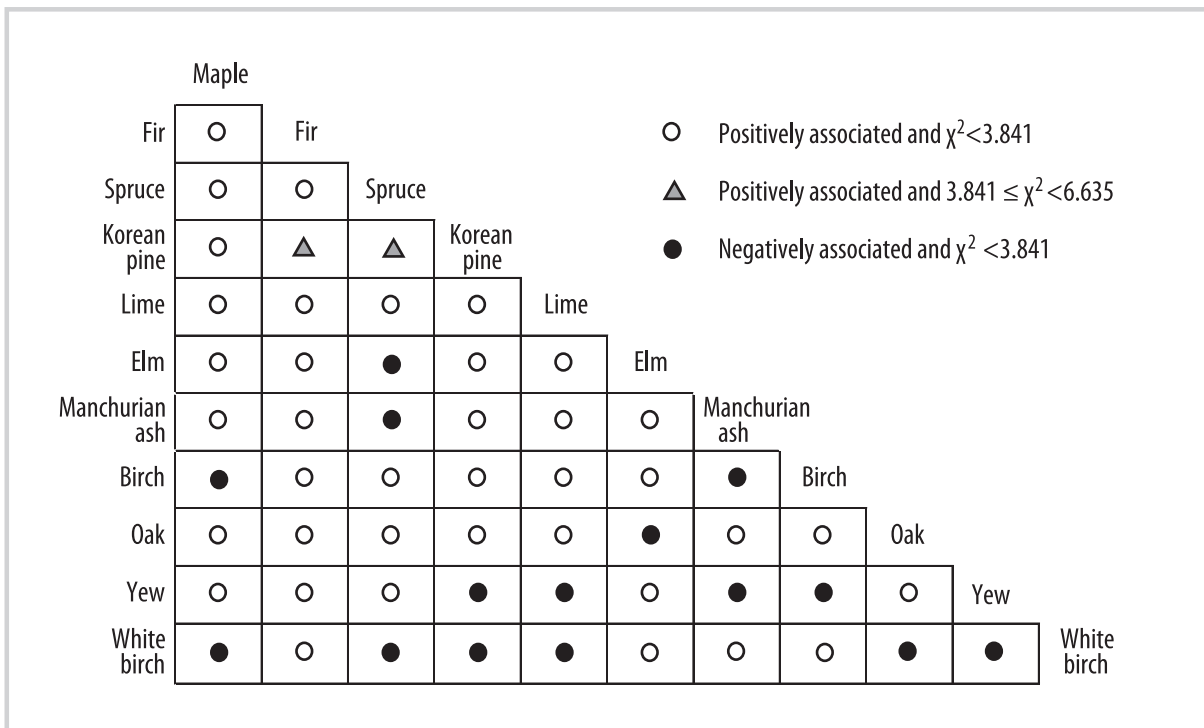 Maple
Fir
Fir
Positively associated and χ²<3.841
Spruce
Spruce
Positively associated and 3.841 ≤ χ²<6.635
Korean
pine
Korean
pine
Negatively associated and χ² <3.841
Lime
Lime
Elm
Elm
Manchurian
ash
Manchurian
ash
Birch
Birch
Oak
Oak
Yew
Yew
White
birch
White
birch